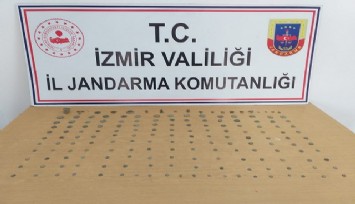 T.C.
İZMİR VALİLİĞİ
İL JANDARMA KOMUTANLIĞI